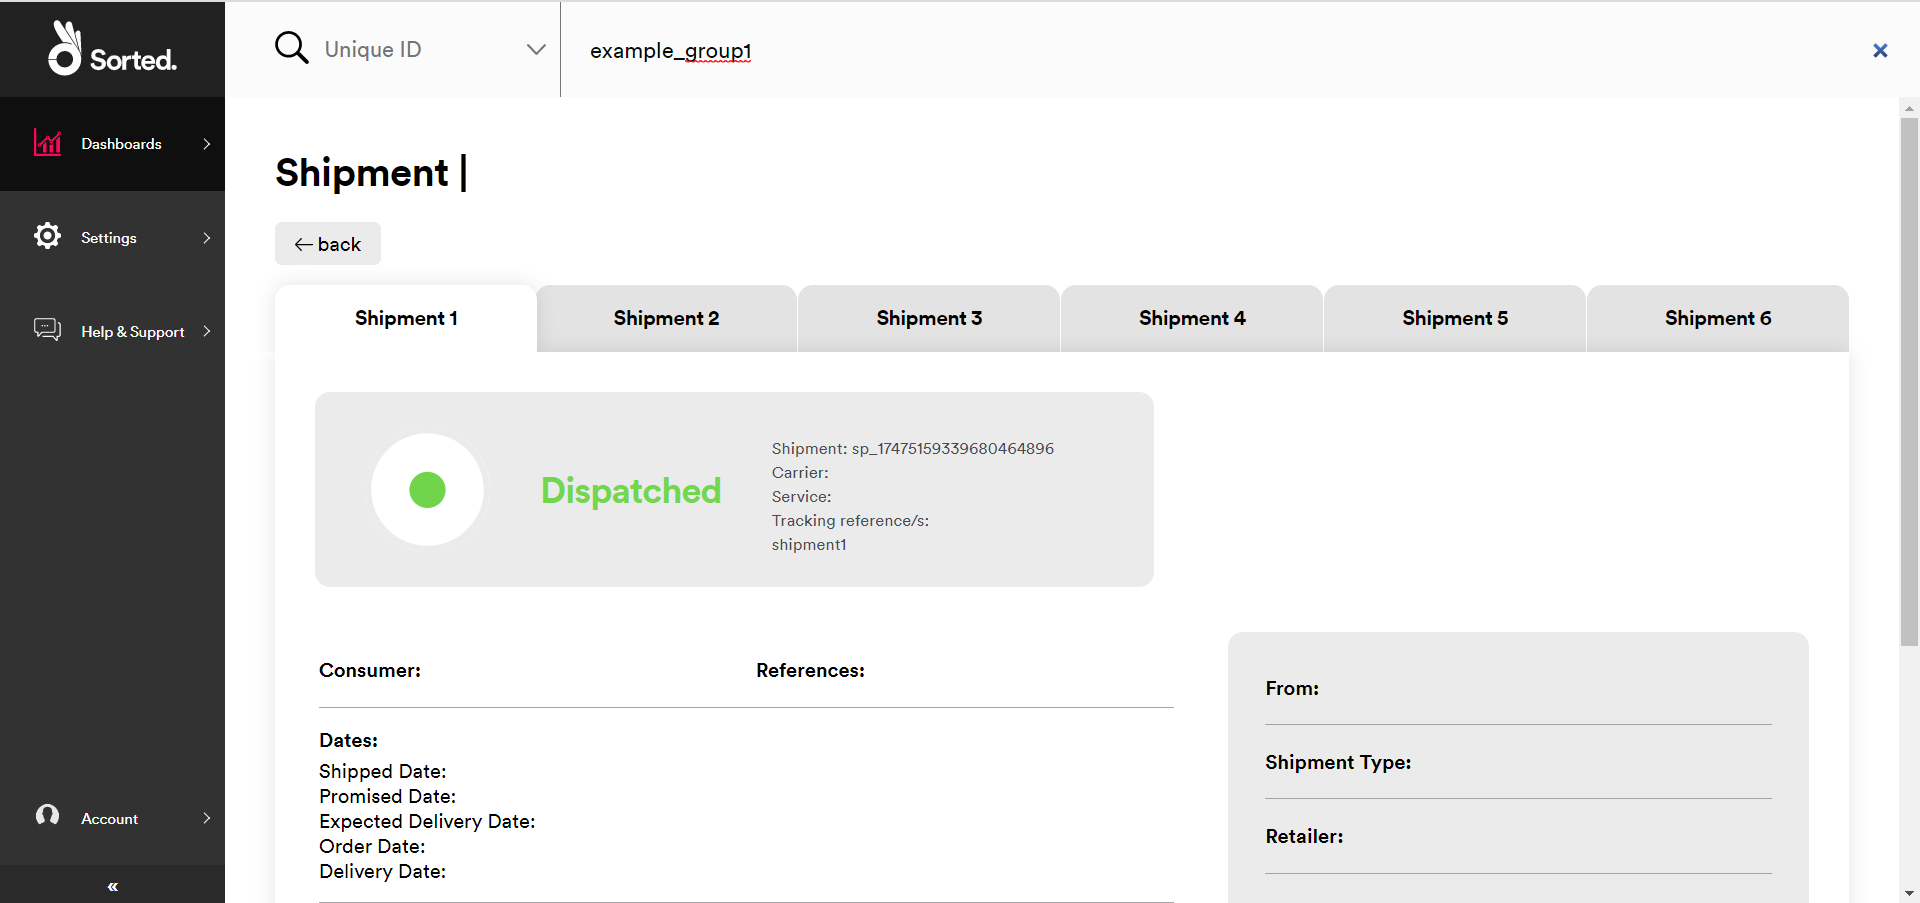 Sorted.
Unique ID
example_group1
Dashboards
Settings
Help & Support
Account
«
Shipment |
← back
Shipment 1
Shipment 2
Shipment 3
Shipment 4
Shipment 5
Shipment 6
Dispatched
Shipment: sp_17475159339680464896
Carrier:
Service:
Tracking reference/s:
shipment1
Consumer:
References:
Dates:
Shipped Date:
Promised Date:
Expected Delivery Date:
Order Date:
Delivery Date:
From:
Shipment Type:
Retailer: